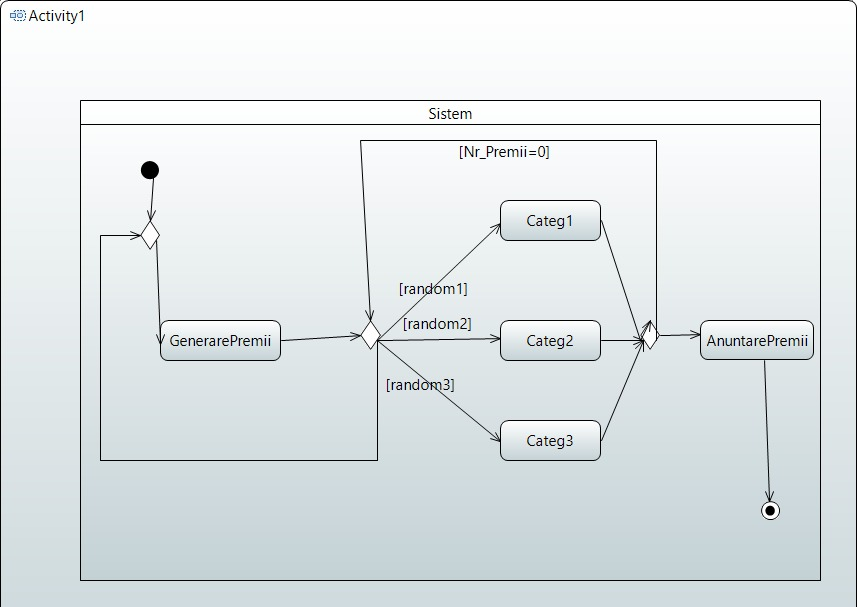 Activity1
Sistem
[Nr_Premii=0]
Categ1
[random1]
[random2]
GenerarePremii
Categ2
AnuntarePremii
[random3]
Categ3